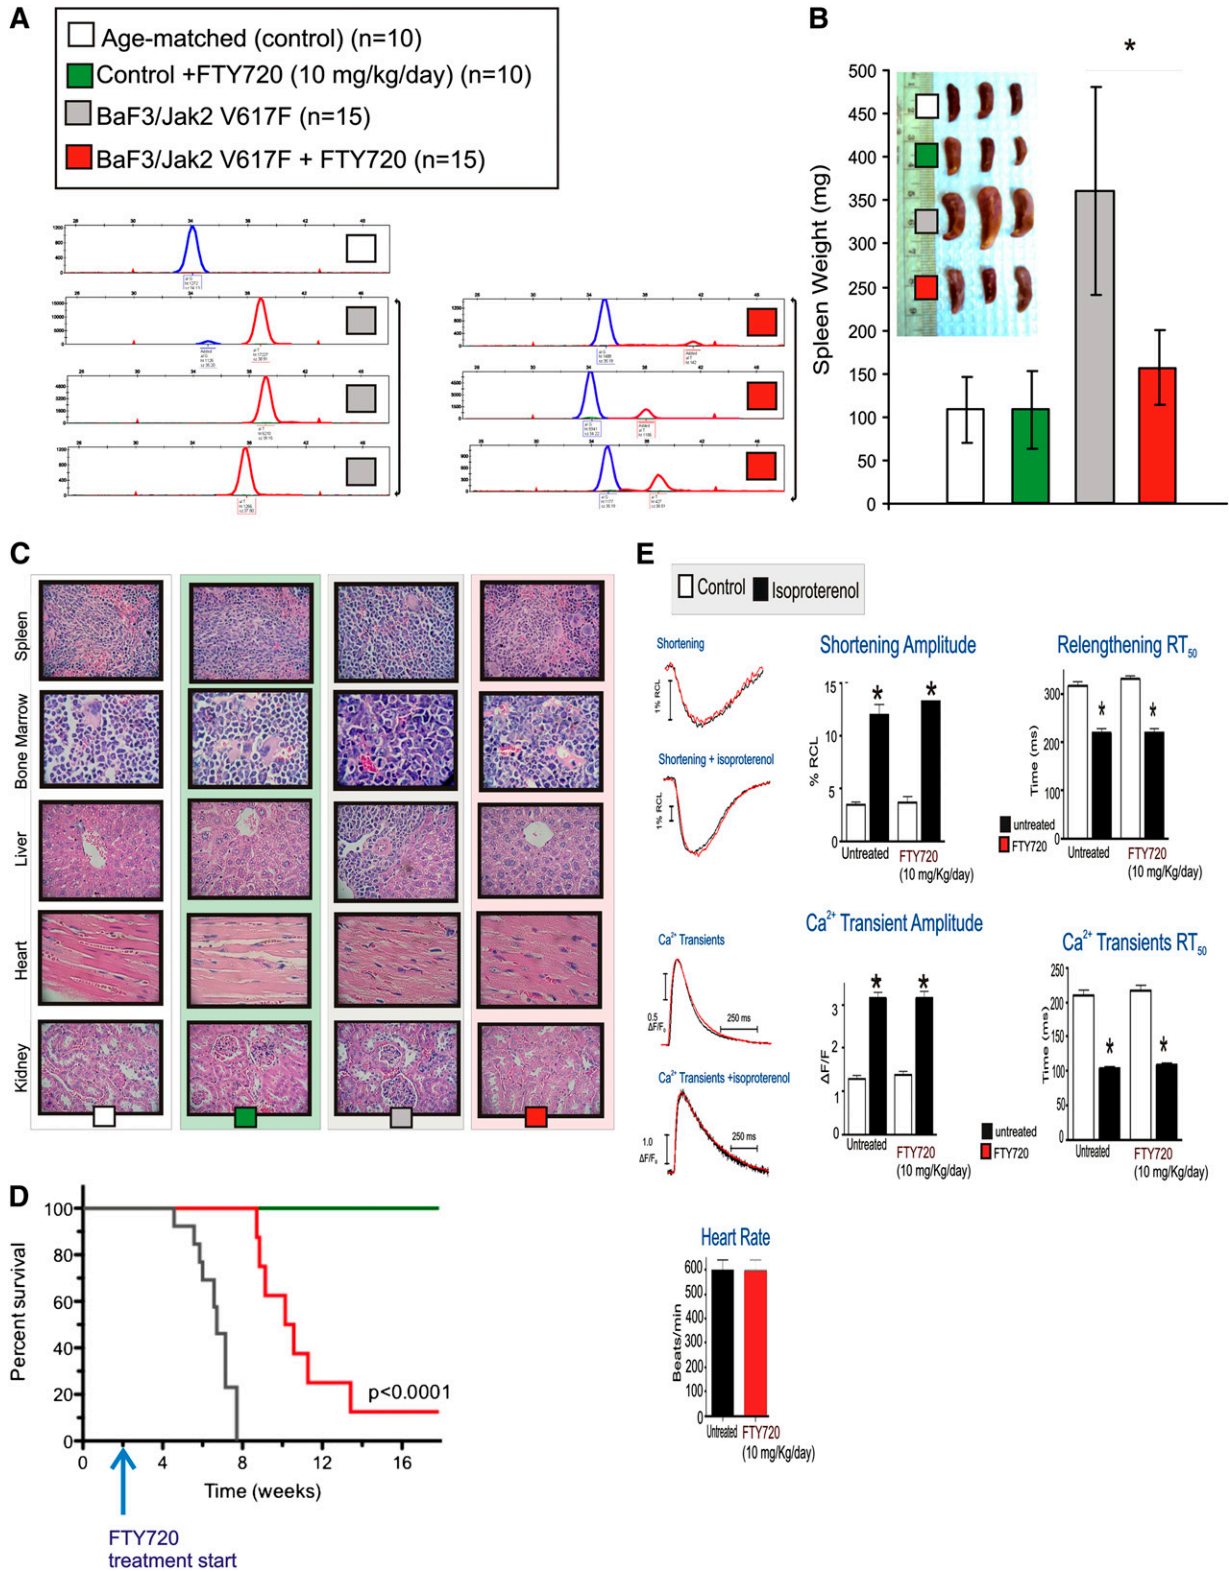 A
Age-matched (control) (n=10)
Control +FTY720 (10 mg/kg/day) (n=10)
BaF3/Jak2 V617F (n=15)
BaF3/Jak2 V617F + FTY720 (n=15)
B
*
Spleen Weight (mg)
500
450
400
350
300
250
200
150
100
50
0
C
Spleen
Bone Marrow
Liver
Heart
Kidney
D
Percent survival
100
80
60
40
20
0
p<0.0001
0 4 8 12 16
Time (weeks)
FTY720
treatment start
E
Control Isoproterenol
Shortening
1% RCL
Shortening + isoproterenol
1% RCL
Shortening Amplitude
% RCL
15
10
5
0
* *
Untreated FTY720
(10 mg/Kg/day)
Relengthening RT50
Time (ms)
300
200
100
0
* *
untreated
FTY720
Untreated FTY720
(10 mg/Kg/day)
Ca2+ Transients
0.5
ΔF/F0
250 ms
Ca2+ Transients +isoproterenol
1.0
ΔF/F0
250 ms
Ca2+ Transient Amplitude
ΔF/F
3
2
1
0
* *
Untreated FTY720
(10 mg/Kg/day)
Ca2+ Transients RT50
Time (ms)
250
200
150
100
50
0
* *
untreated
FTY720
Untreated FTY720
(10 mg/Kg/day)
Heart Rate
Beats/min
600
500
400
300
200
100
0
Untreated FTY720
(10 mg/Kg/day)